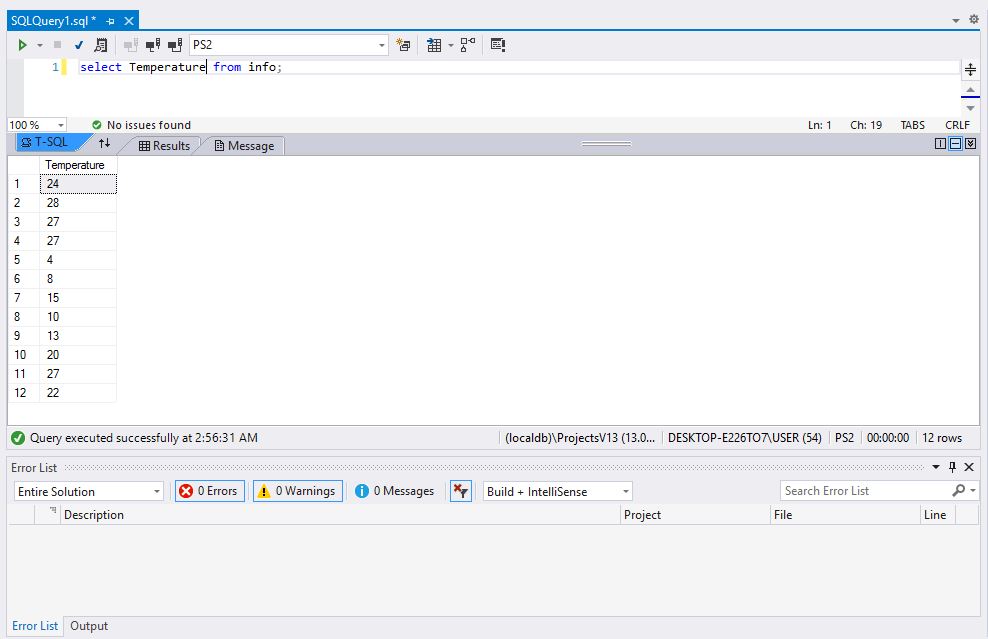 SQLQuery1.sql *
PS2
1 select Temperature from info;
100 % No issues found Ln: 1 Ch: 19 TABS CRLF
T-SQL Results Message
Temperature
1 24
2 28
3 27
4 27
5 4
6 8
7 15
8 10
9 13
10 20
11 27
12 22
Query executed successfully at 2:56:31 AM (localdb)\ProjectsV13 (13.0... DESKTOP-E226TO7\USER (54) PS2 00:00:00 12 rows
Error List
Entire Solution 0 Errors 0 Warnings 0 Messages Build + IntelliSense Search Error List
Description Project File Line
Error List Output